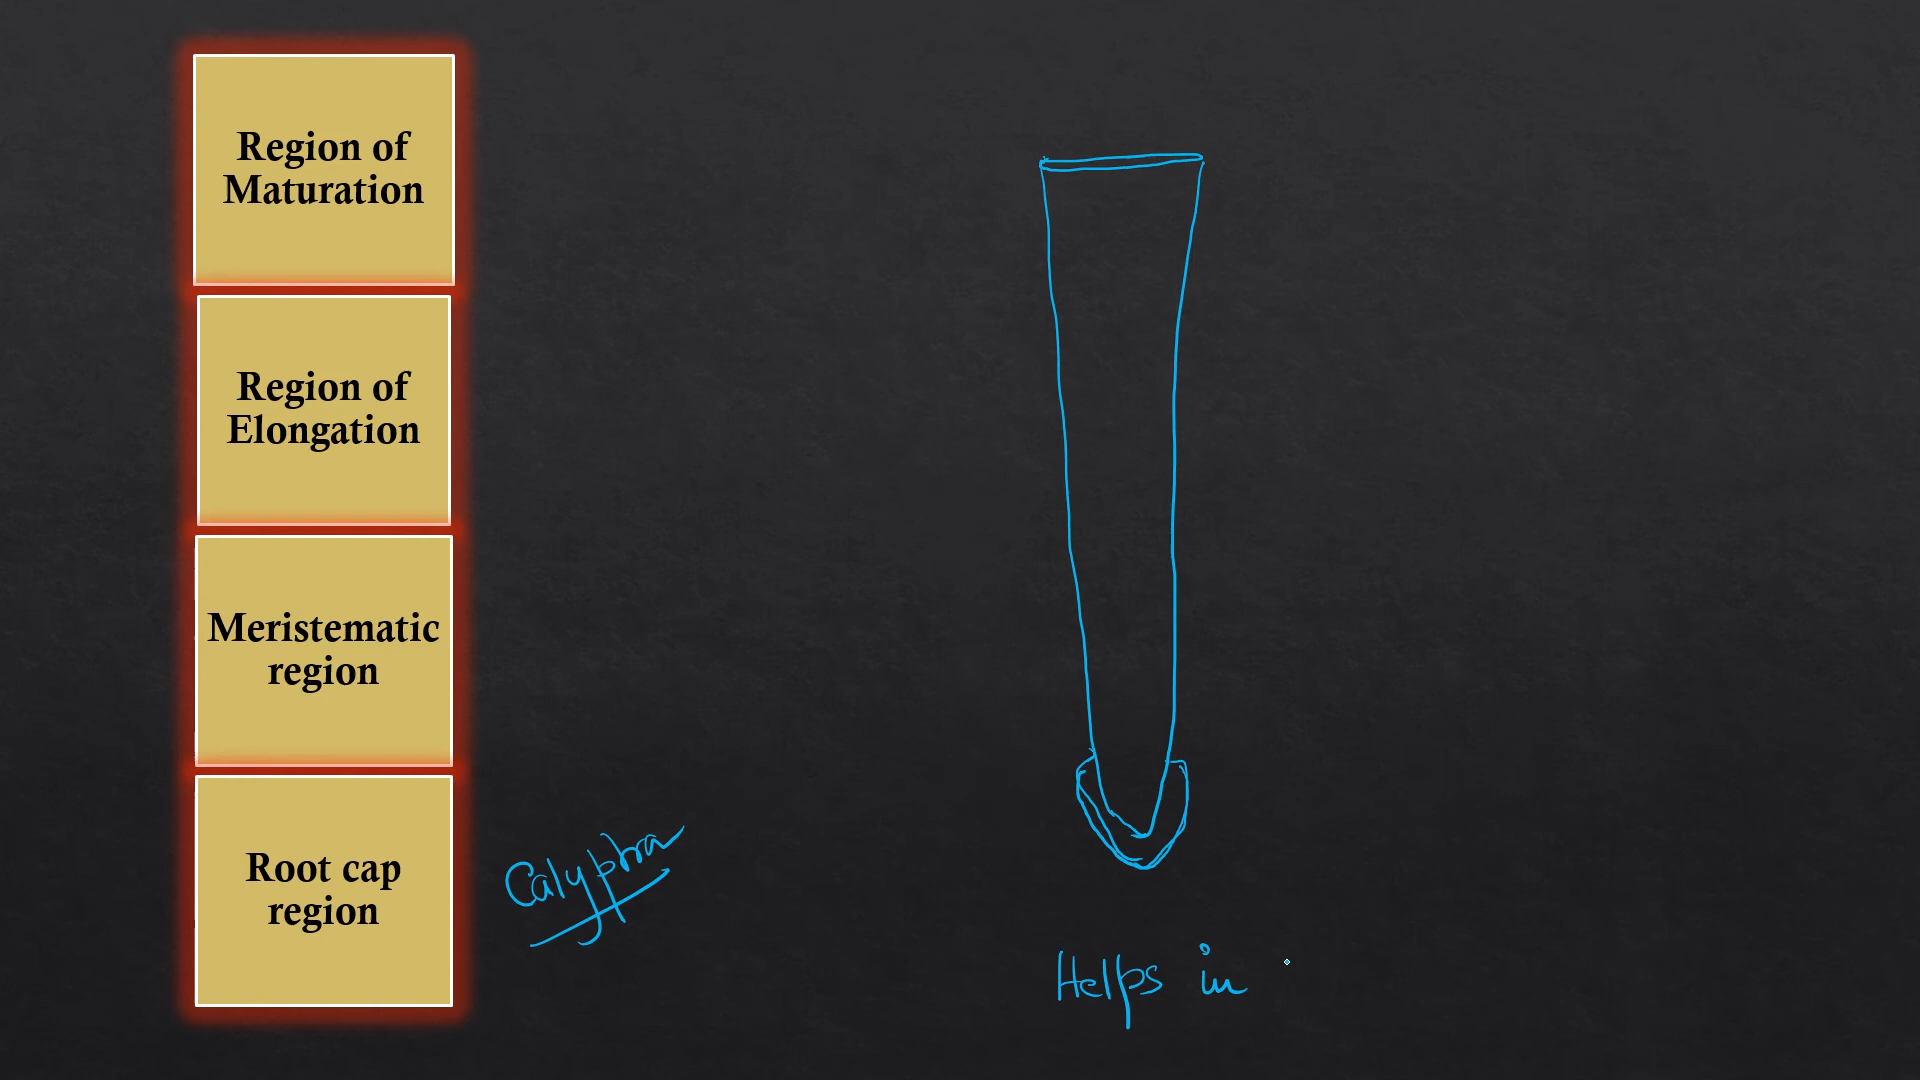 Region of
Maturation
Region of
Elongation
Meristematic
region
Root cap
region
Calyptra
Helps in